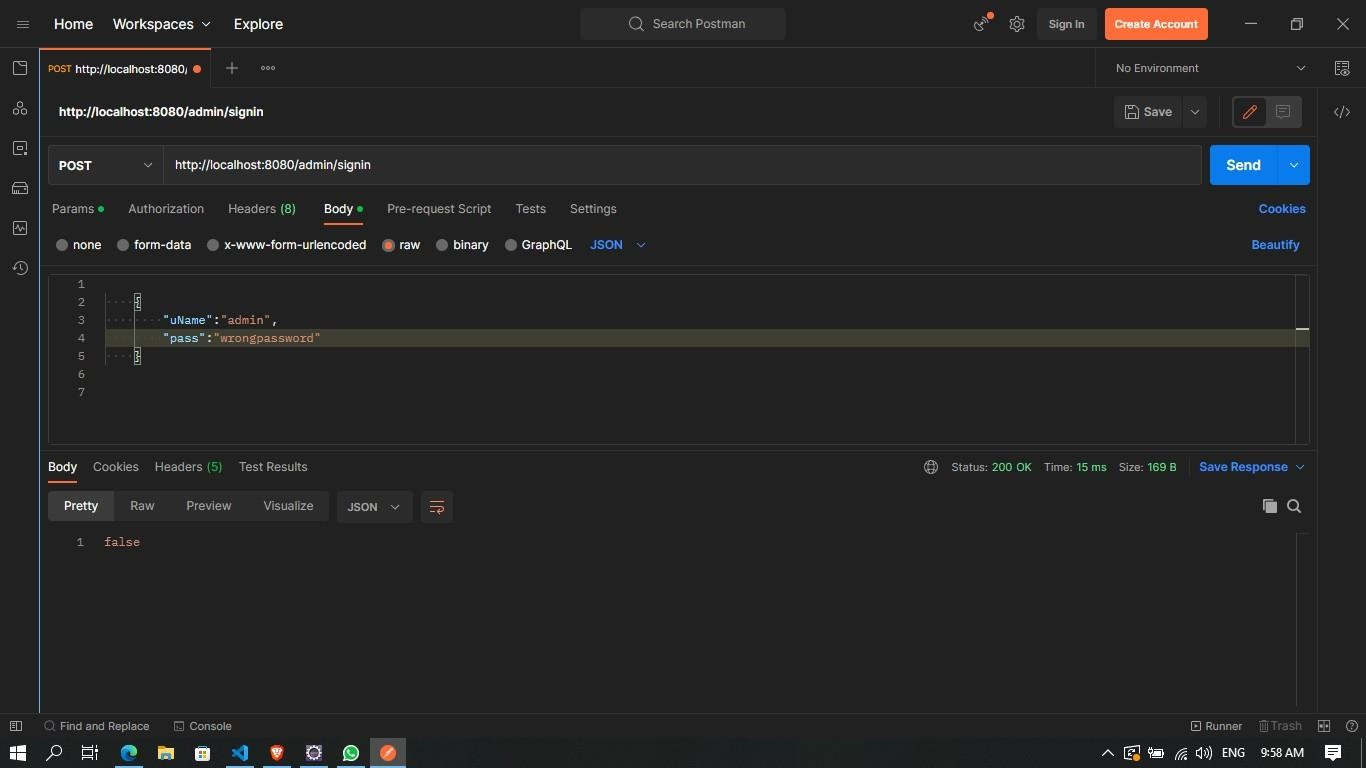 Home Workspaces Explore Search Postman Sign In Create Account
POST http://localhost:8080/ No Environment
http://localhost:8080/admin/signin Save
POST http://localhost:8080/admin/signin Send
Params Authorization Headers (8) Body Pre-request Script Tests Settings Cookies
none form-data x-www-form-urlencoded raw binary GraphQL JSON Beautify
1
2 {
3 "uName":"admin",
4 "pass":"wrongpassword"
5 }
6
7
Body Cookies Headers (5) Test Results Status: 200 OK Time: 15 ms Size: 169 B Save Response
Pretty Raw Preview Visualize JSON
1 false
Find and Replace Console Runner Trash
ENG 9:58 AM